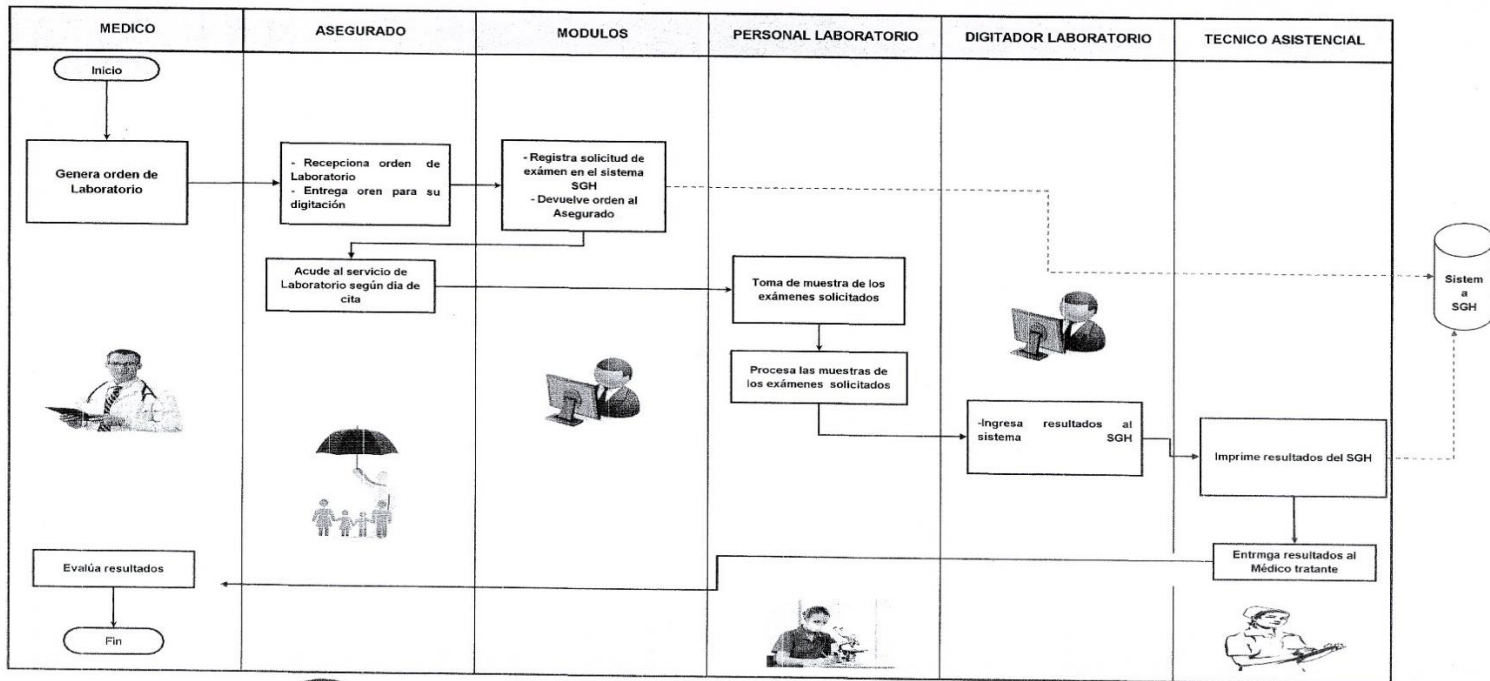 MEDICO
ASEGURADO
MODULOS
PERSONAL LABORATORIO
DIGITADOR LABORATORIO
TECNICO ASISTENCIAL
Inicio
Genera orden de
Laboratorio
- Recepciona orden de
Laboratorio
- Entrega oren para su
digitación
- Registra solicitud de
exámen en el sistema
SGH
- Devuelve orden al
Asegurado
Acude al servicio de
Laboratorio según dia de
cita
Toma de muestra de los
exámenes solicitados
Sistem
a
SGH
Procesa las muestras de
los exámenes solicitados
-Ingresa resultados al
sistema SGH
Imprime resultados del SGH
Entrmga resultados al
Médico tratante
Evalúa resultados
Fin